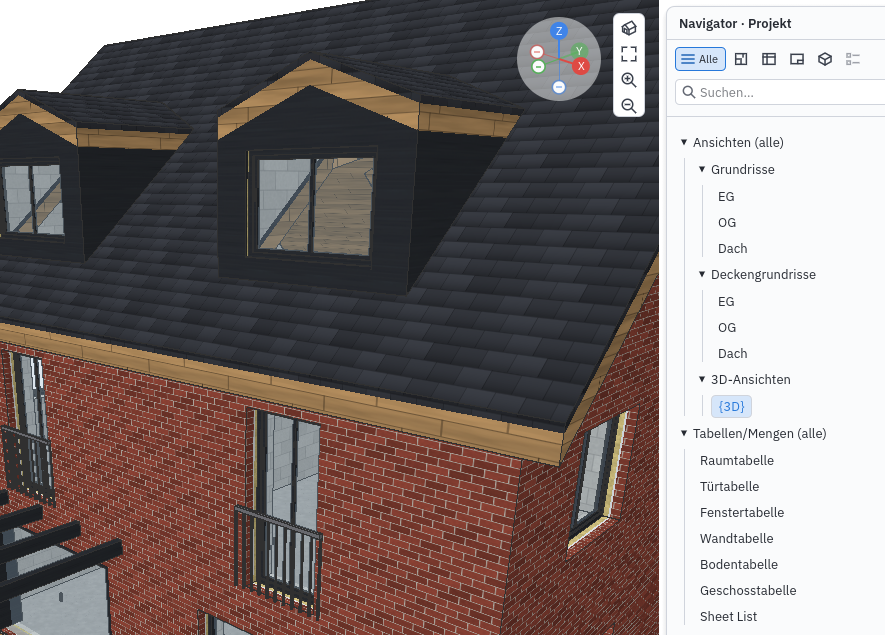 Z
Y
X
Navigator · Projekt
Alle
Suchen...
Ansichten (alle)
Grundrisse
EG
OG
Dach
Deckengrundrisse
EG
OG
Dach
3D-Ansichten
{3D}
Tabellen/Mengen (alle)
Raumtabelle
Türtabelle
Fenstertabelle
Wandtabelle
Bodentabelle
Geschosstabelle
Sheet List